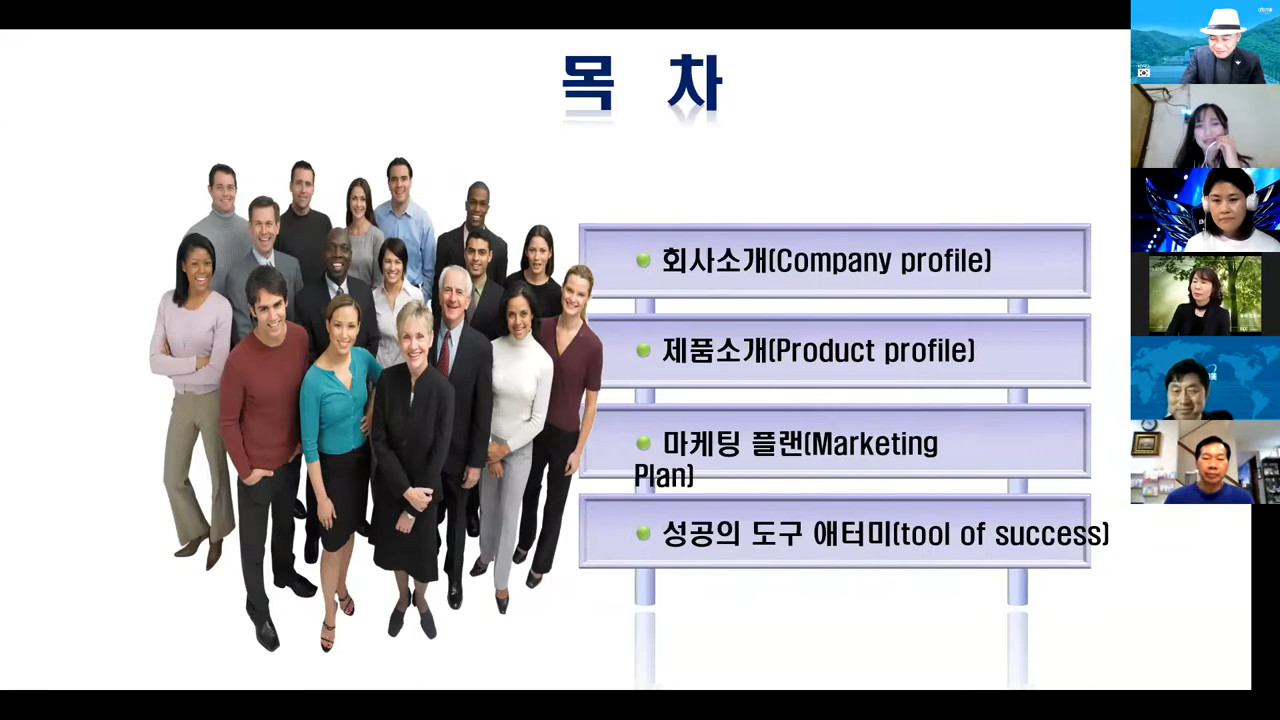 목 차
회사소개(Company profile)
제품소개(Product profile)
마케팅 플랜(Marketing
Plan)
성공의 도구 애터미(tool of success)